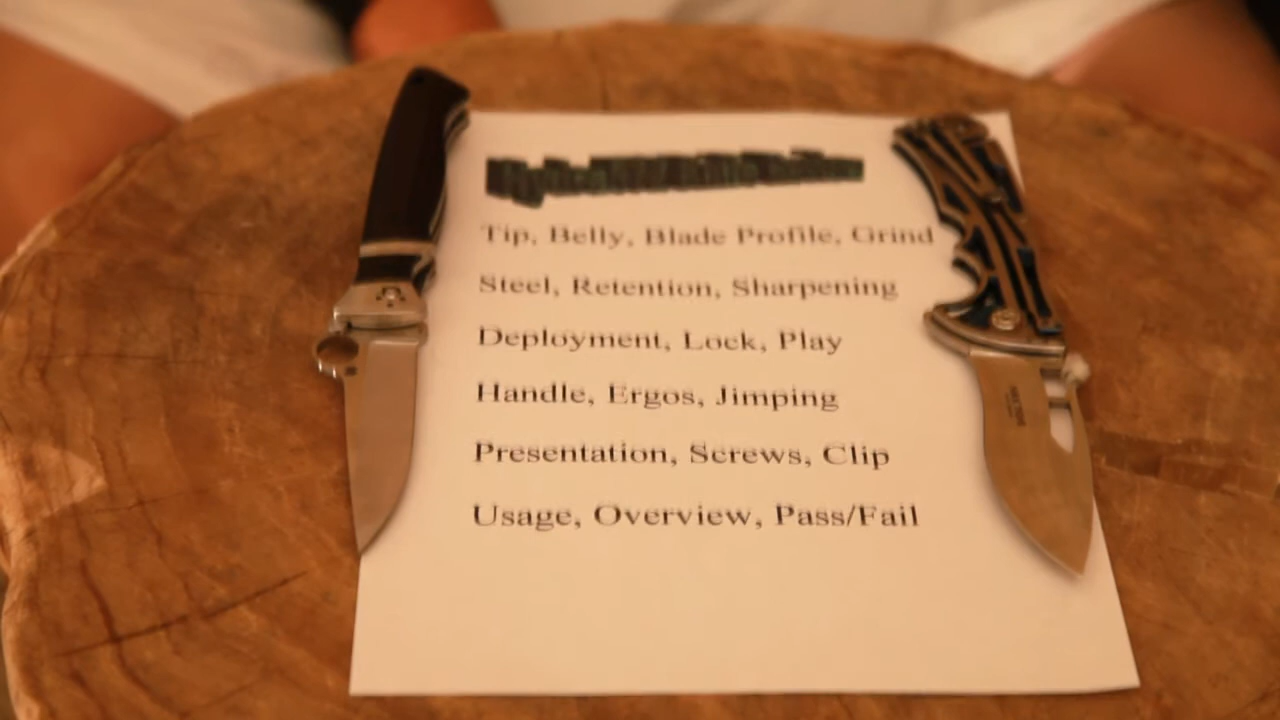 Tip, Belly, Blade Profile, Grind
Steel, Retention, Sharpening
Deployment, Lock, Play
Handle, Ergos, Jimping
Presentation, Screws, Clip
Usage, Overview, Pass/Fail